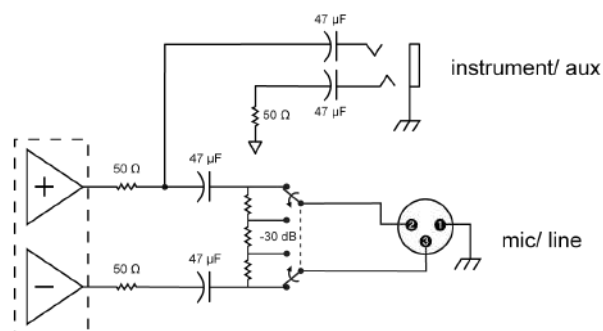 47 µF
instrument/ aux
47 µF
50 Ω
50 Ω
47 µF
+
-30 dB
2
1
3
mic/ line
50 Ω
47 µF
−